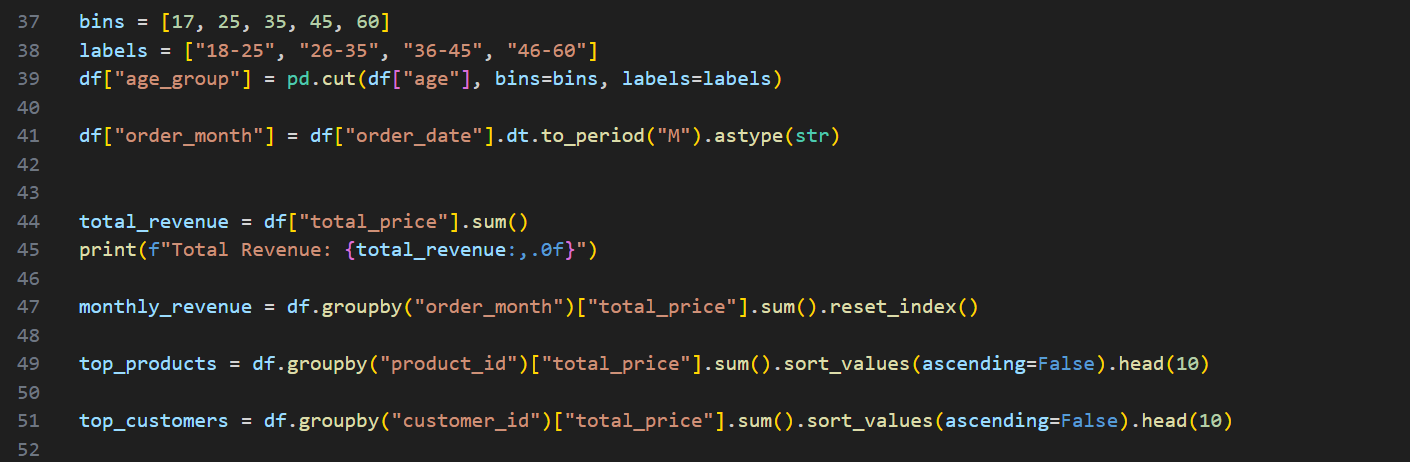 37 bins = [17, 25, 35, 45, 60]
38 labels = ["18-25", "26-35", "36-45", "46-60"]
39 df["age_group"] = pd.cut(df["age"], bins=bins, labels=labels)
40
41 df["order_month"] = df["order_date"].dt.to_period("M").astype(str)
42
43
44 total_revenue = df["total_price"].sum()
45 print(f"Total Revenue: {total_revenue:,.0f}")
46
47 monthly_revenue = df.groupby("order_month")["total_price"].sum().reset_index()
48
49 top_products = df.groupby("product_id")["total_price"].sum().sort_values(ascending=False).head(10)
50
51 top_customers = df.groupby("customer_id")["total_price"].sum().sort_values(ascending=False).head(10)
52